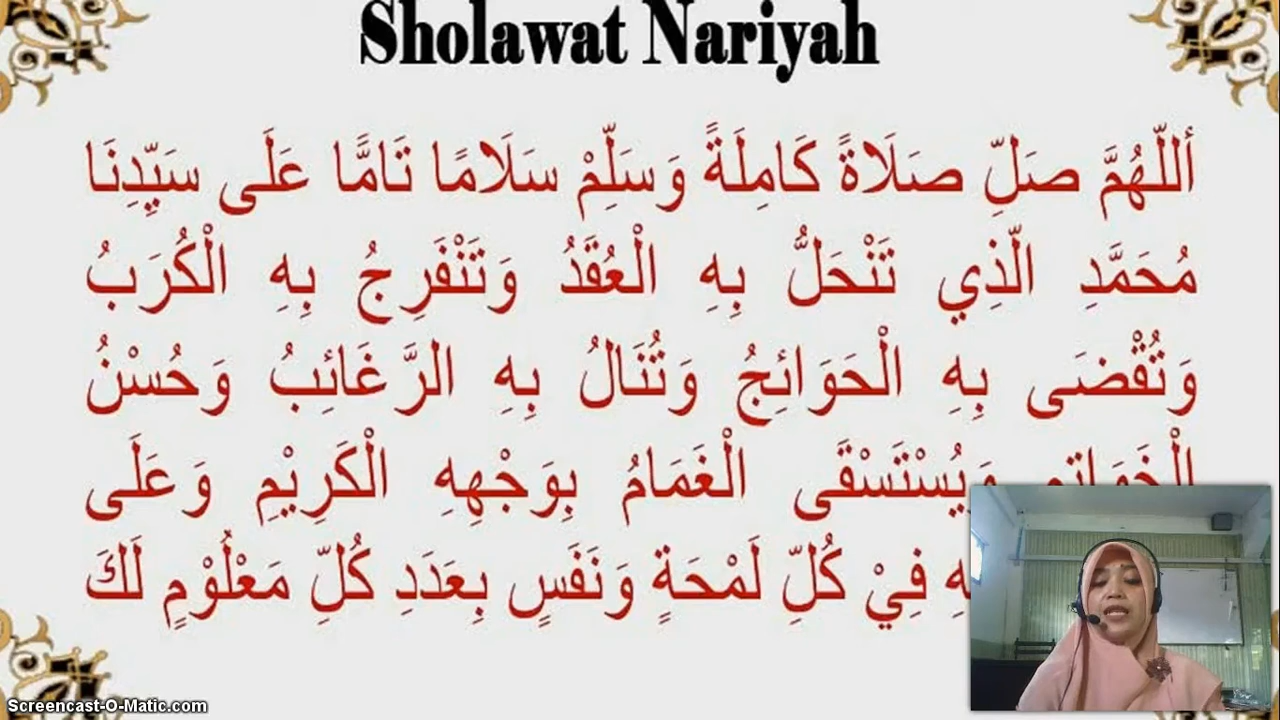 Sholawat Nariyah
أللّهُمَّ صَلِّ صَلَاةً كَامِلَةً وَسَلِّمْ سَلَامًا تَامًّا عَلَى سَيِّدِنَا
مُحَمَّدِ الّذِي تَنْحَلُّ بِهِ الْعُقَدُ وَتَنْفَرِجُ بِهِ الْكُرَبُ
وَتُقْضَى بِهِ الْحَوَائِجُ وَتُنَالُ بِهِ الرَّغَائِبُ وَحُسْنُ
وَيُسْتَسْقَى الْغَمَامُ بِوَجْهِهِ الْكَرِيْمِ وَعَلَى
فِيْ كُلِّ لَمْحَةٍ وَنَفَسٍ بِعَدَدِ كُلِّ مَعْلُوْمٍ لَكَ
Screencast-O-Matic.com